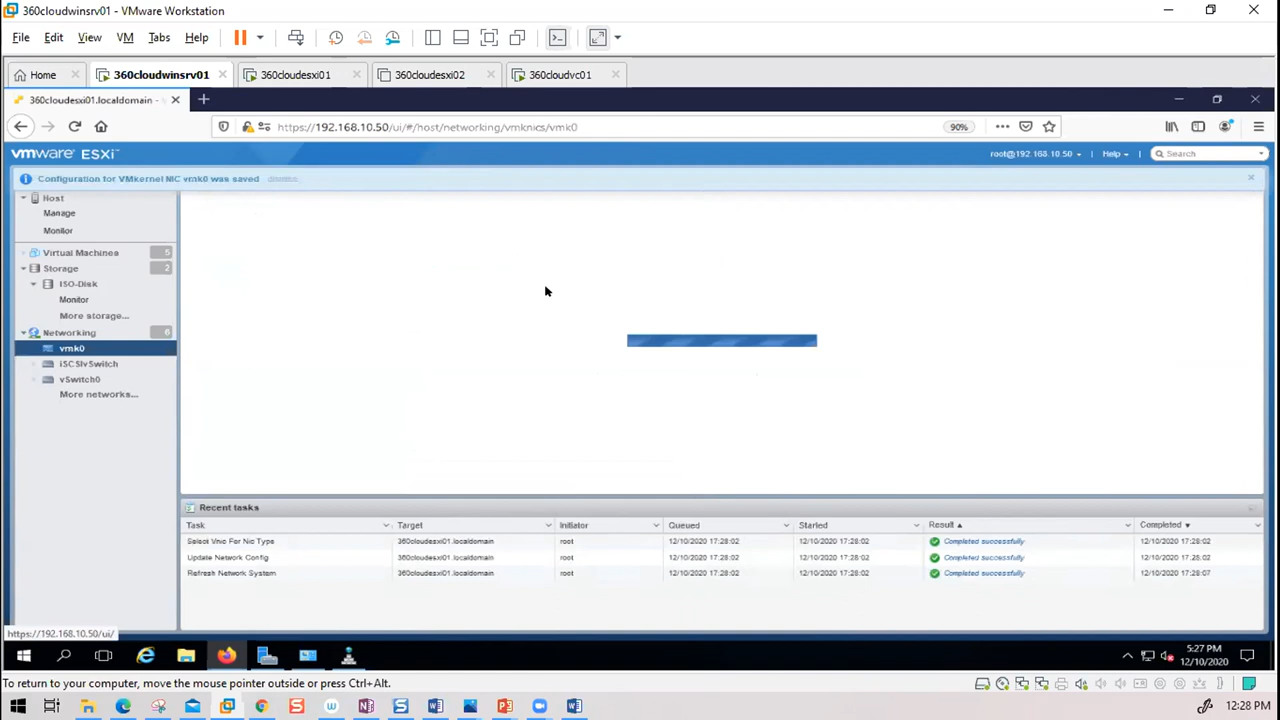 360cloudwinsrv01 - VMware Workstation
File Edit View VM Tabs Help
Home 360cloudwinsrv01 360cloudesxi01 360cloudesxi02 360cloudvc01
360cloudesxi01.localdomain -
https://192.168.10.50/ui/#/host/networking/vmknics/vmk0 90%
vmware ESXi™ root@192.168.10.50 | Help | Search
Configuration for VMkernel NIC vmk0 was saved dismiss
Host
Manage
Monitor
Virtual Machines 5
Storage 2
ISO-Disk
Monitor
More storage...
Networking 6
vmk0
iSCSIvSwitch
vSwitch0
More networks...
Recent tasks
Task Target Initiator Queued Started Result Completed
Select Vnic For Nic Type 360cloudesxi01.localdomain root 12/10/2020 17:28:02 12/10/2020 17:28:02 Completed successfully 12/10/2020 17:28:02
Update Network Config 360cloudesxi01.localdomain root 12/10/2020 17:28:02 12/10/2020 17:28:02 Completed successfully 12/10/2020 17:28:02
Refresh Network System 360cloudesxi01.localdomain root 12/10/2020 17:28:02 12/10/2020 17:28:02 Completed successfully 12/10/2020 17:28:07
https://192.168.10.50/ui/
5:27 PM
12/10/2020
To return to your computer, move the mouse pointer outside or press Ctrl+Alt.
12:28 PM